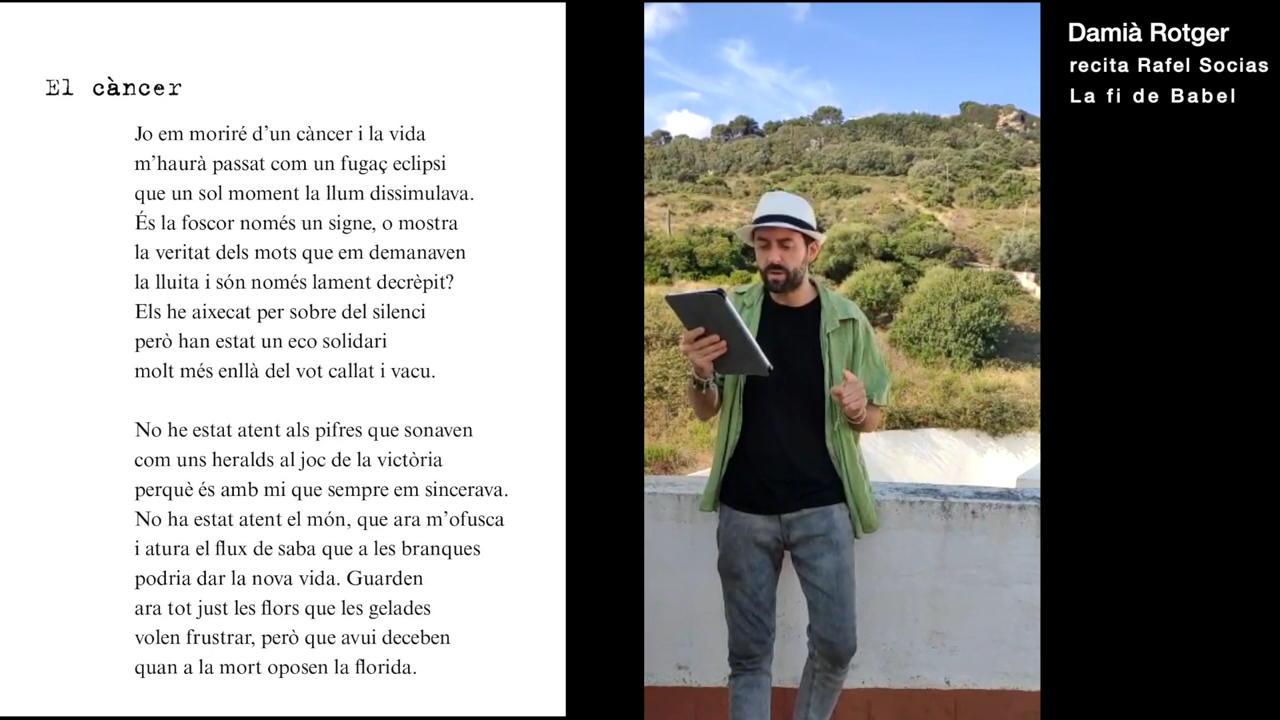 El càncer
Jo em moriré d’un càncer i la vida
m’haurà passat com un fugaç eclipsi
que un sol moment la llum dissimulava.
És la foscor només un signe, o mostra
la veritat dels mots que em demanaven
la lluita i són només lament decrèpit?
Els he aixecat per sobre del silenci
però han estat un eco solidari
molt més enllà del vot callat i vacu.
No he estat atent als pifres que sonaven
com uns heralds al joc de la victòria
perquè és amb mi que sempre em sincerava.
No ha estat atent el món, que ara m’ofusca
i atura el flux de saba que a les branques
podria dar la nova vida. Guarden
ara tot just les flors que les gelades
volen frustrar, però que avui deceben
quan a la mort oposen la florida.
Damià Rotger
recita Rafel Socias
La fi de Babel